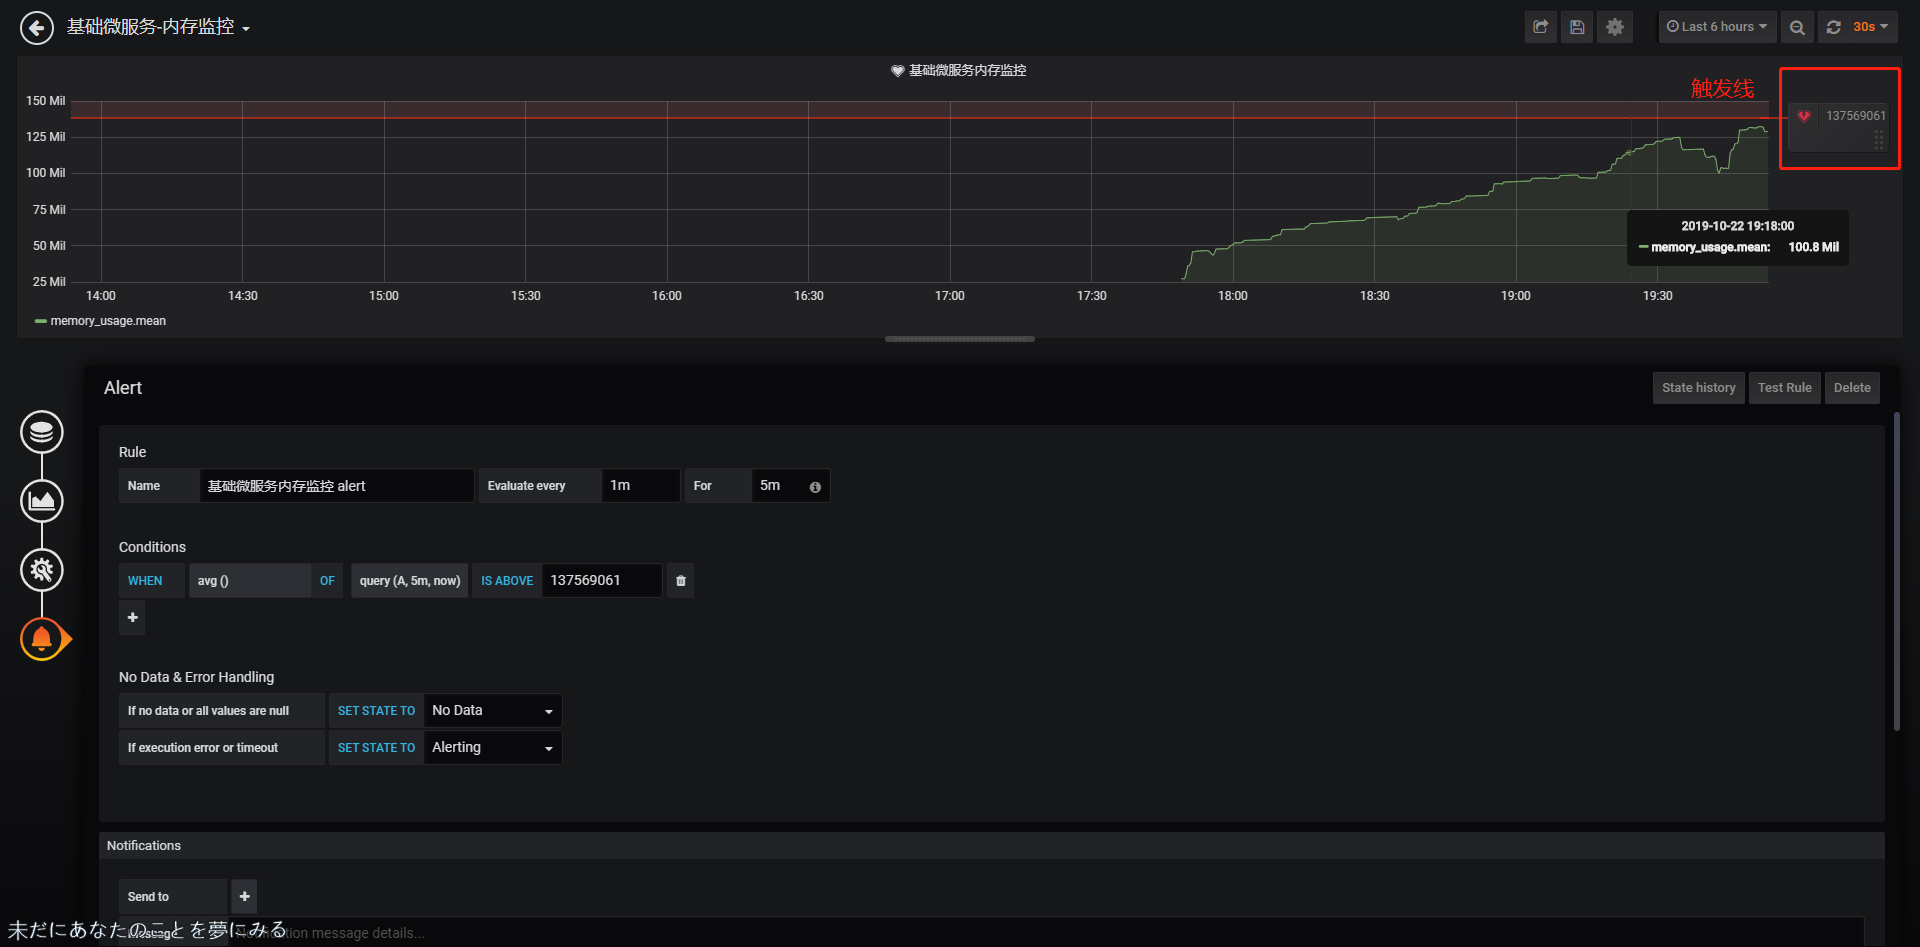 基础微服务-内存监控
Last 6 hours
30s
基础微服务内存监控
触发线
137569061
150 Mil
125 Mil
100 Mil
75 Mil
50 Mil
25 Mil
14:00 14:30 15:00 15:30 16:00 16:30 17:00 17:30 18:00 18:30 19:00 19:30
2019-10-22 19:18:00
memory_usage.mean: 100.8 Mil
memory_usage.mean
Alert
State history Test Rule Delete
Rule
Name 基础微服务内存监控 alert Evaluate every 1m For 5m
Conditions
WHEN avg () OF query (A, 5m, now) IS ABOVE 137569061
No Data & Error Handling
If no data or all values are null SET STATE TO No Data
If execution error or timeout SET STATE TO Alerting
Notifications
Send to
未だにあなたのことを夢にみる
Message Notification message details...